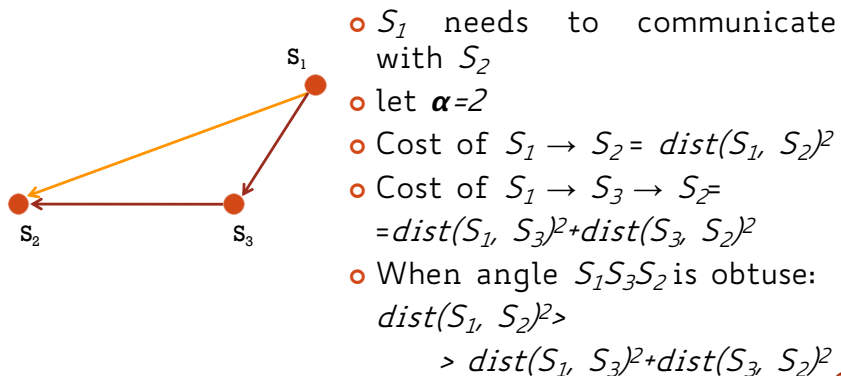 S₁
S₂
S₃
S₁ needs to communicate
with S₂
let α=2
Cost of S₁ → S₂ = dist(S₁, S₂)²
Cost of S₁ → S₃ → S₂=
=dist(S₁, S₃)²+dist(S₃, S₂)²
When angle S₁S₃S₂ is obtuse:
dist(S₁, S₂)²>
> dist(S₁, S₃)²+dist(S₃, S₂)²